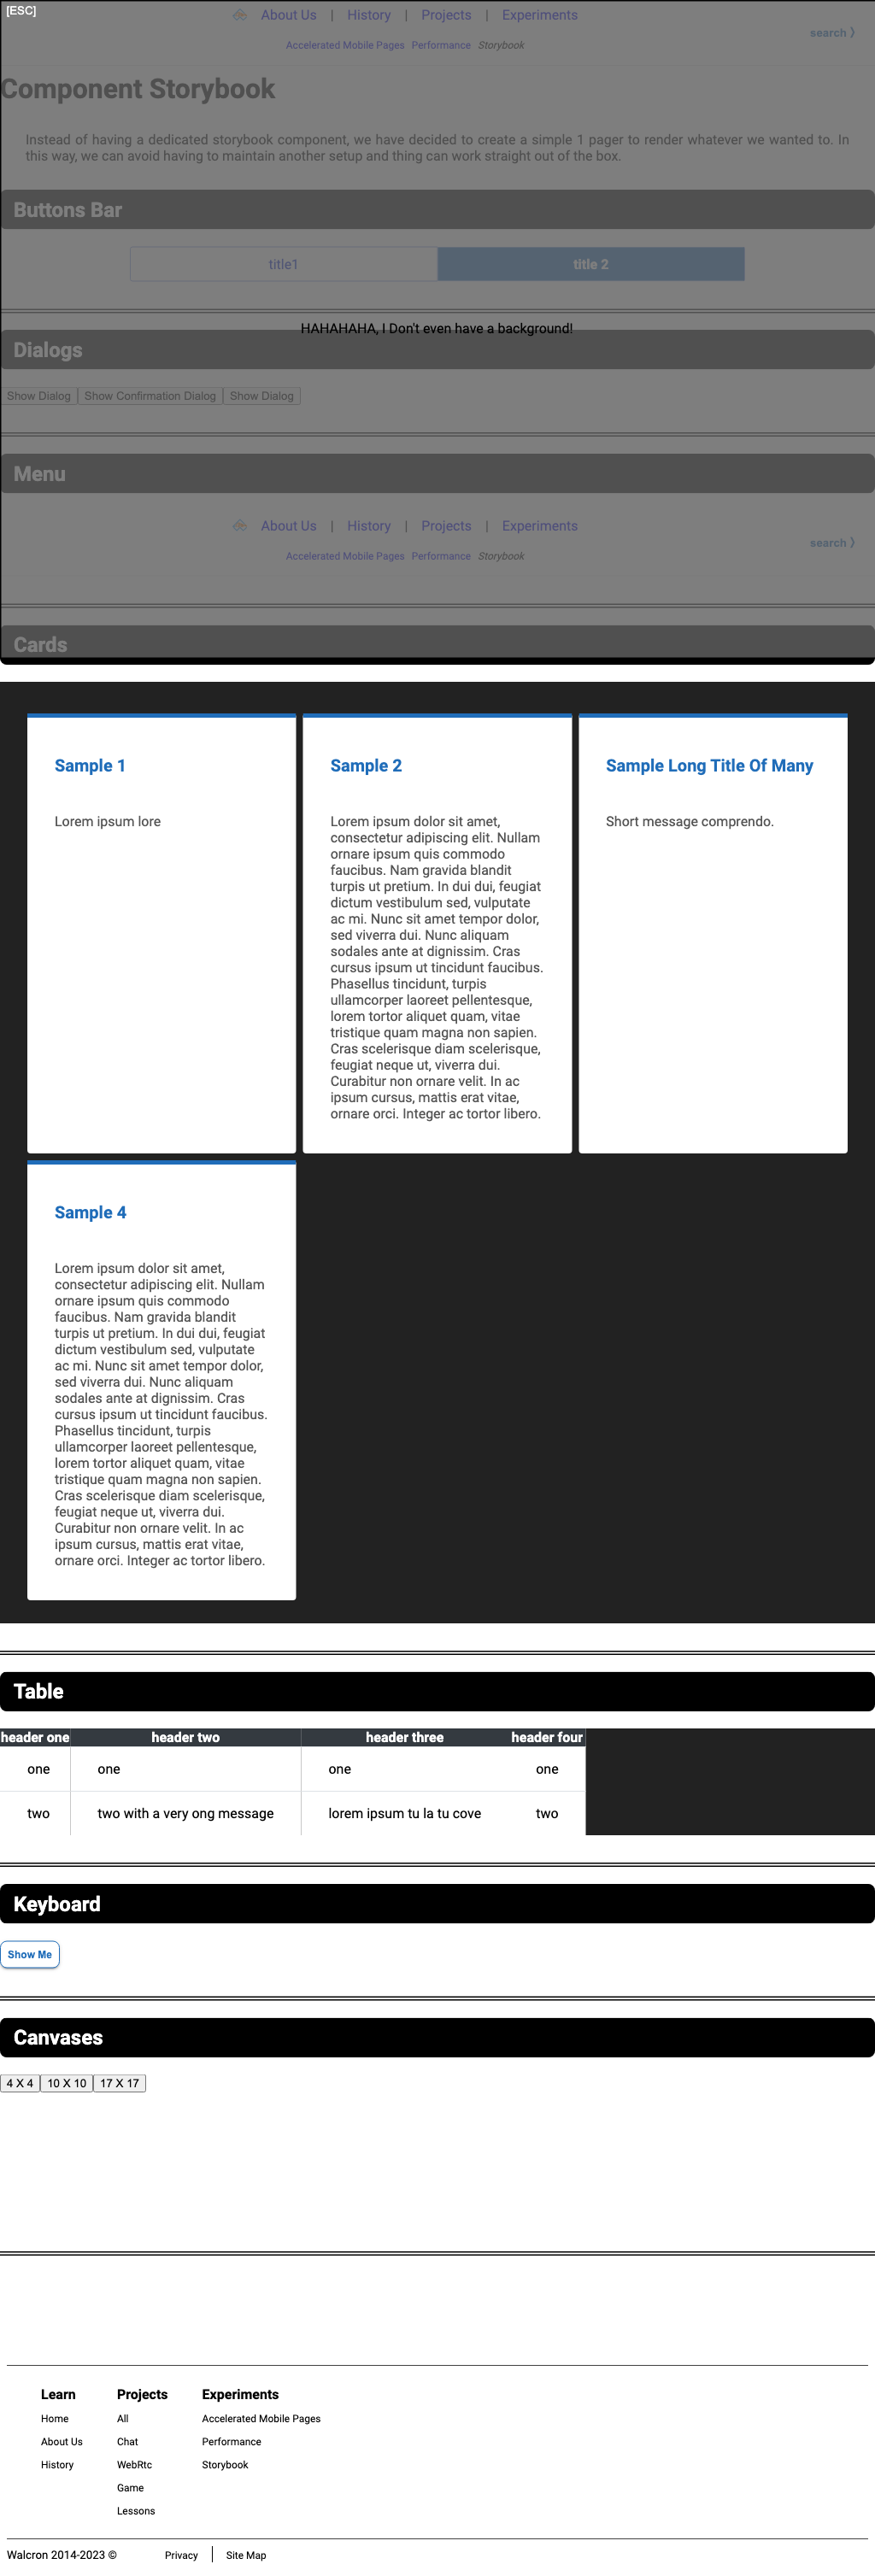 [ESC]
About Us | History | Projects | Experiments
search 》
Accelerated Mobile Pages Performance Storybook
Component Storybook
Instead of having a dedicated storybook component, we have decided to create a simple 1 pager to render whatever we wanted to. In
this way, we can avoid having to maintain another setup and thing can work straight out of the box.
Buttons Bar
title1 title 2
HAHAHAHA, I Don't even have a background!
Dialogs
Show Dialog Show Confirmation Dialog Show Dialog
Menu
About Us | History | Projects | Experiments
search 》
Accelerated Mobile Pages Performance Storybook
Cards
Sample 1
Lorem ipsum lore
Sample 2
Lorem ipsum dolor sit amet,
consectetur adipiscing elit. Nullam
ornare ipsum quis commodo
faucibus. Nam gravida blandit
turpis ut pretium. In dui dui, feugiat
dictum vestibulum sed, vulputate
ac mi. Nunc sit amet tempor dolor,
sed viverra dui. Nunc aliquam
sodales ante at dignissim. Cras
cursus ipsum ut tincidunt faucibus.
Phasellus tincidunt, turpis
ullamcorper laoreet pellentesque,
lorem tortor aliquet quam, vitae
tristique quam magna non sapien.
Cras scelerisque diam scelerisque,
feugiat neque ut, viverra dui.
Curabitur non ornare velit. In ac
ipsum cursus, mattis erat vitae,
ornare orci. Integer ac tortor libero.
Sample Long Title Of Many
Short message comprendo.
Sample 4
Lorem ipsum dolor sit amet,
consectetur adipiscing elit. Nullam
ornare ipsum quis commodo
faucibus. Nam gravida blandit
turpis ut pretium. In dui dui, feugiat
dictum vestibulum sed, vulputate
ac mi. Nunc sit amet tempor dolor,
sed viverra dui. Nunc aliquam
sodales ante at dignissim. Cras
cursus ipsum ut tincidunt faucibus.
Phasellus tincidunt, turpis
ullamcorper laoreet pellentesque,
lorem tortor aliquet quam, vitae
tristique quam magna non sapien.
Cras scelerisque diam scelerisque,
feugiat neque ut, viverra dui.
Curabitur non ornare velit. In ac
ipsum cursus, mattis erat vitae,
ornare orci. Integer ac tortor libero.
Table
header one header two header three header four
one one one one
two two with a very ong message lorem ipsum tu la tu cove two
Keyboard
Show Me
Canvases
4 X 4 10 X 10 17 X 17
Learn
Home
About Us
History
Projects
All
Chat
WebRtc
Game
Lessons
Experiments
Accelerated Mobile Pages
Performance
Storybook
Walcron 2014-2023 © Privacy Site Map